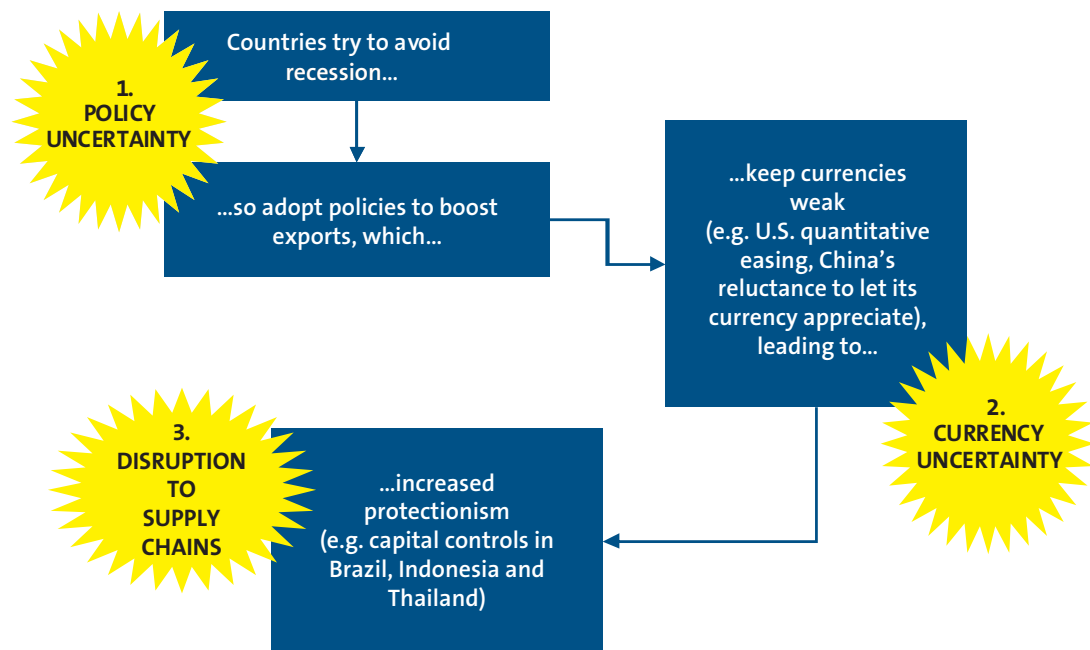 Countries try to avoid
recession...
1.
POLICY
UNCERTAINTY
...so adopt policies to boost
exports, which...
...keep currencies
weak
(e.g. U.S. quantitative
easing, China’s
reluctance to let its
currency appreciate),
leading to...
2.
CURRENCY
UNCERTAINTY
3.
DISRUPTION
TO
SUPPLY
CHAINS
...increased
protectionism
(e.g. capital controls in
Brazil, Indonesia and
Thailand)